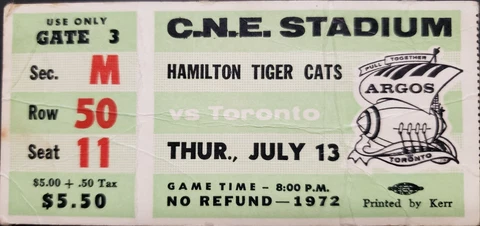 USE ONLY
GATE 3
Sec. M
Row 50
Seat 11
$5.00 + .50 Tax
$5.50
C.N.E. STADIUM
HAMILTON TIGER CATS
vs Toronto
THUR., JULY 13
GAME TIME - 8:00 P.M.
NO REFUND-1972
PULL TOGETHER
ARGOS
TORONTO
Printed by Kerr